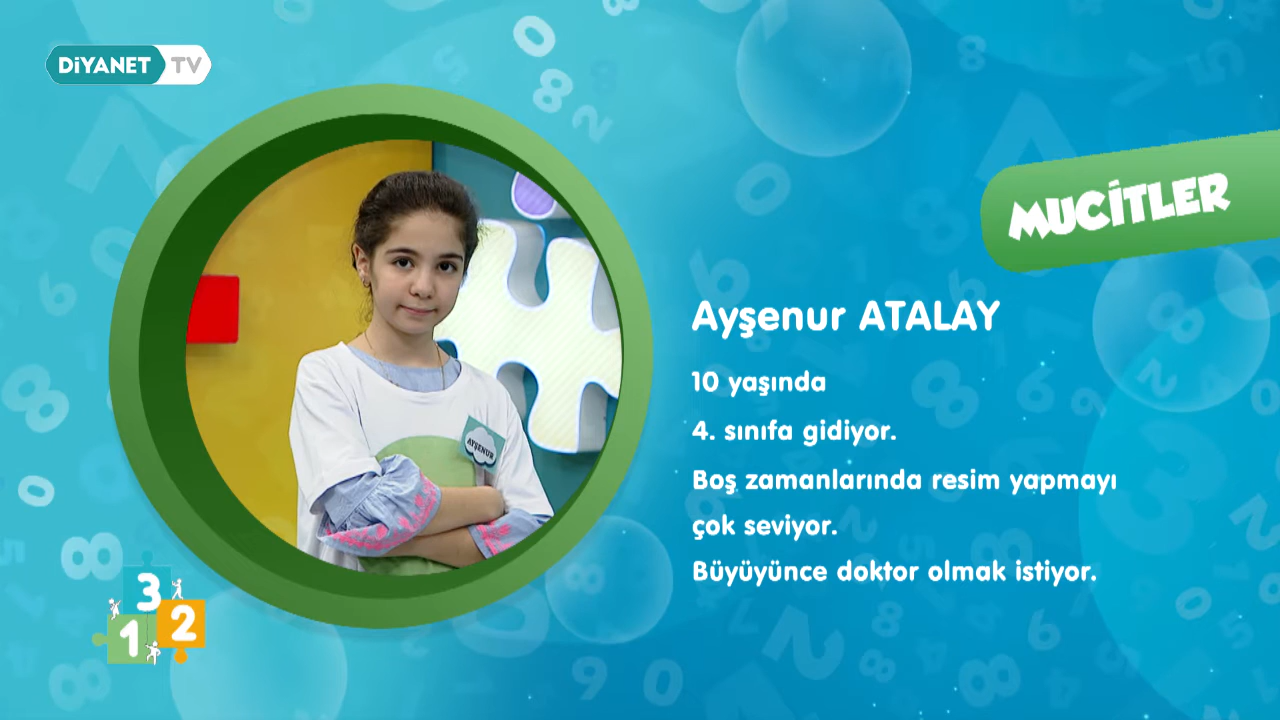 DİYANET TV
MUCİTLER
Ayşenur ATALAY
10 yaşında
4. sınıfa gidiyor.
Boş zamanlarında resim yapmayı
çok seviyor.
Büyüyünce doktor olmak istiyor.
AYŞENUR
3
1 2